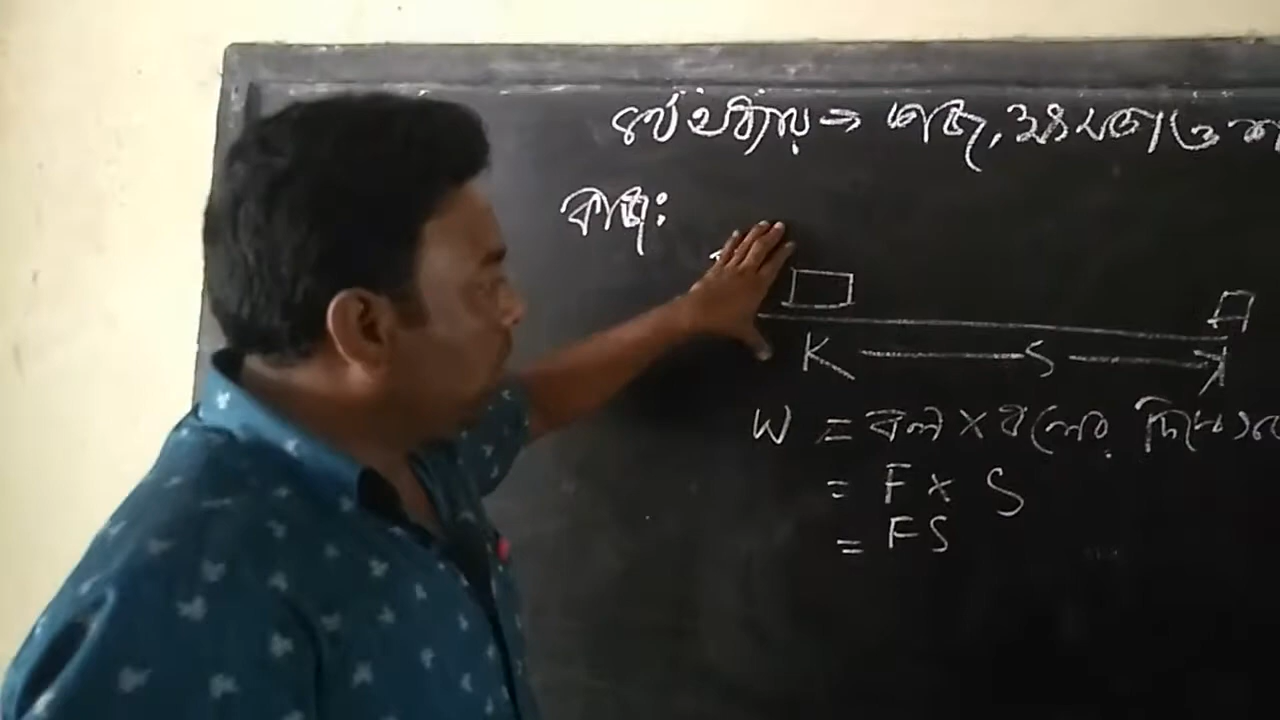 ৪র্থ অধ্যায় → কাজ, ক্ষমতা ও
কাজ:
K S
W = বল × বলের দিকে
= F × S
= FS